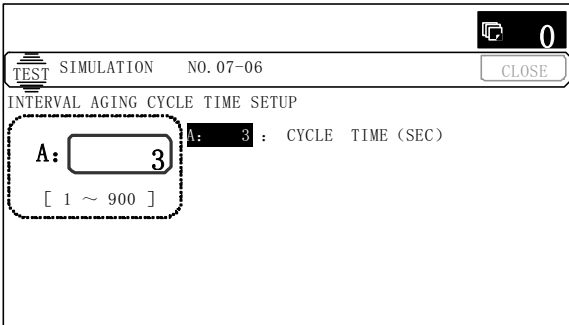 0
TEST SIMULATION NO. 07-06 CLOSE
INTERVAL AGING CYCLE TIME SETUP
A: 3 : CYCLE TIME (SEC)
A: 3
[ 1 ~ 900 ]